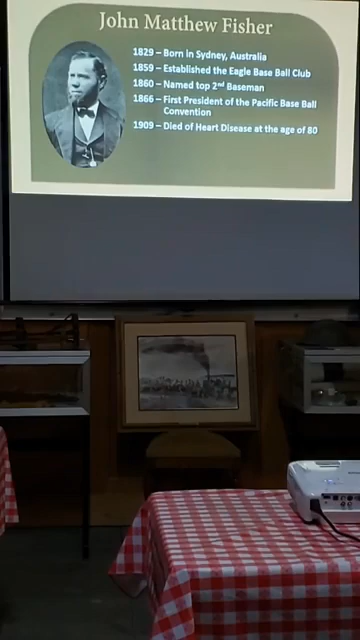 John Matthew Fisher
1829 – Born in Sydney, Australia
1859 – Established the Eagle Base Ball Club
1860 – Named top 2nd Baseman
1866 – First President of the Pacific Base Ball
Convention
1909 – Died of Heart Disease at the age of 80